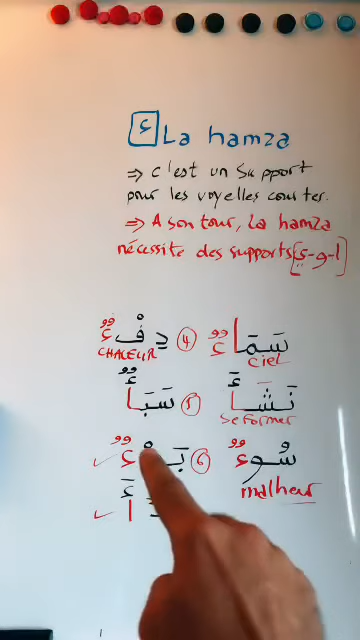 ء La hamza
⇒ c'est un support
pour les voyelles courtes.
⇒ A son tour, La hamza
nécessite des supports [ى-و-ا]
سَمَاءٌ ④ دِفْءٌ
ciel CHALEUR
نَشَأَ ⑤ سَبَأٌ
se former
سُوءٌ ⑥ بَدْءٌ
malheur